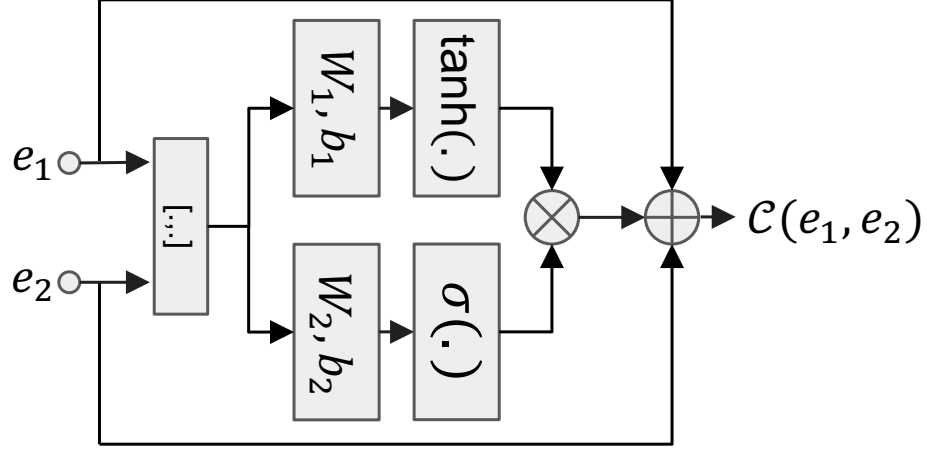 e₁
e₂
[.,.]
W₁, b₁
tanh(.)
W₂, b₂
σ(.)
𝒞(e₁, e₂)